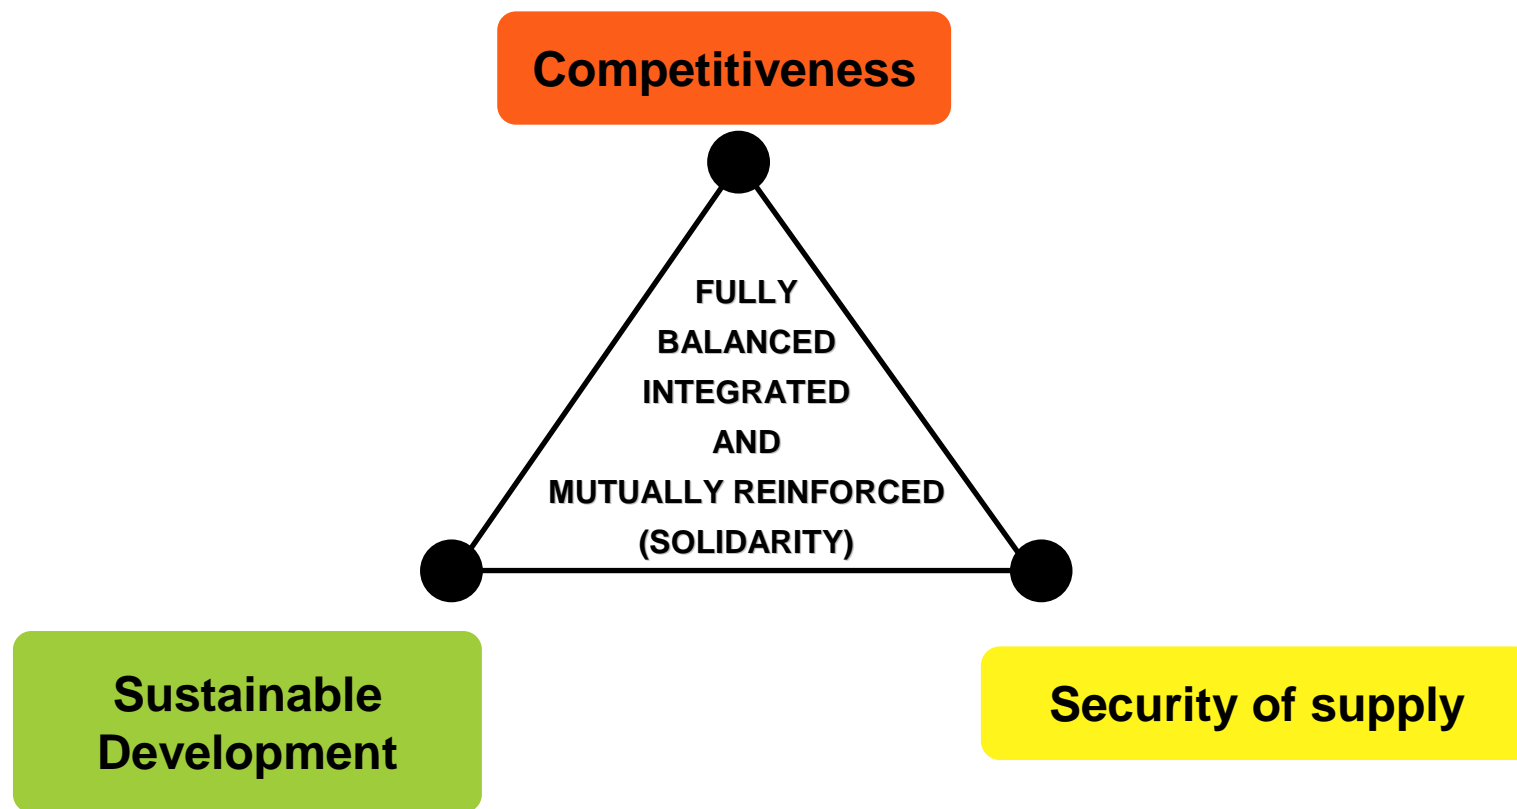 Competitiveness
FULLY
BALANCED
INTEGRATED
AND
MUTUALLY REINFORCED
(SOLIDARITY)
Sustainable
Development
Security of supply